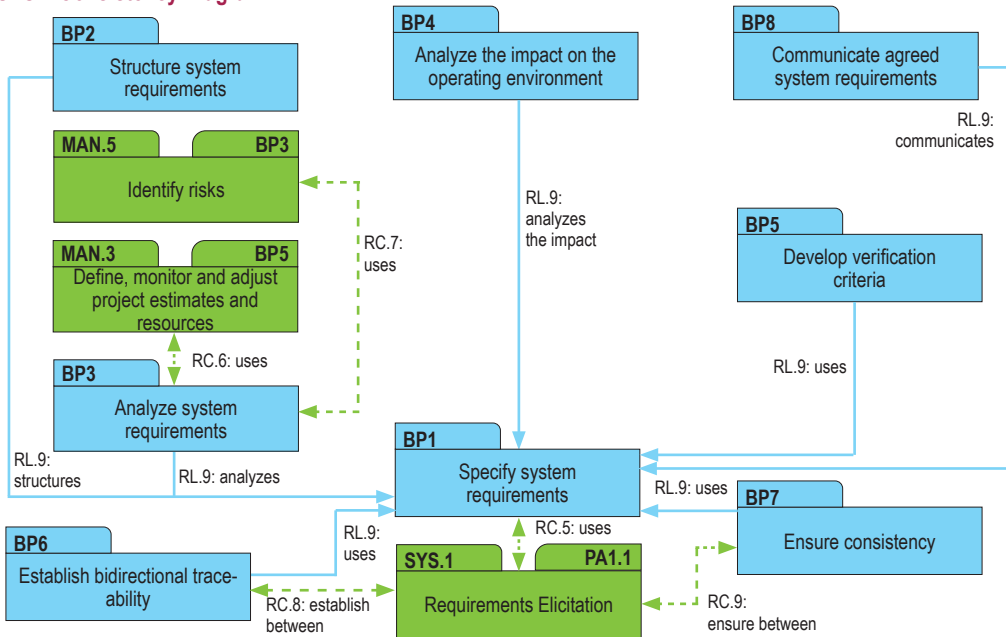 BP2
Structure system
requirements
BP4
Analyze the impact on the
operating environment
BP8
Communicate agreed
system requirements
RL.9:
communicates
MAN.5
BP3
Identify risks
RC.7:
uses
RL.9:
analyzes
the impact
BP5
Develop verification
criteria
MAN.3
BP5
Define, monitor and adjust
project estimates and
resources
RC.6: uses
RL.9: uses
BP3
Analyze system
requirements
RL.9:
structures
RL.9: analyzes
BP1
Specify system
requirements
RL.9: uses
BP7
Ensure consistency
BP6
Establish bidirectional trace-
ability
RL.9:
uses
RC.5: uses
SYS.1
PA1.1
Requirements Elicitation
RC.8: establish
between
RC.9:
ensure between